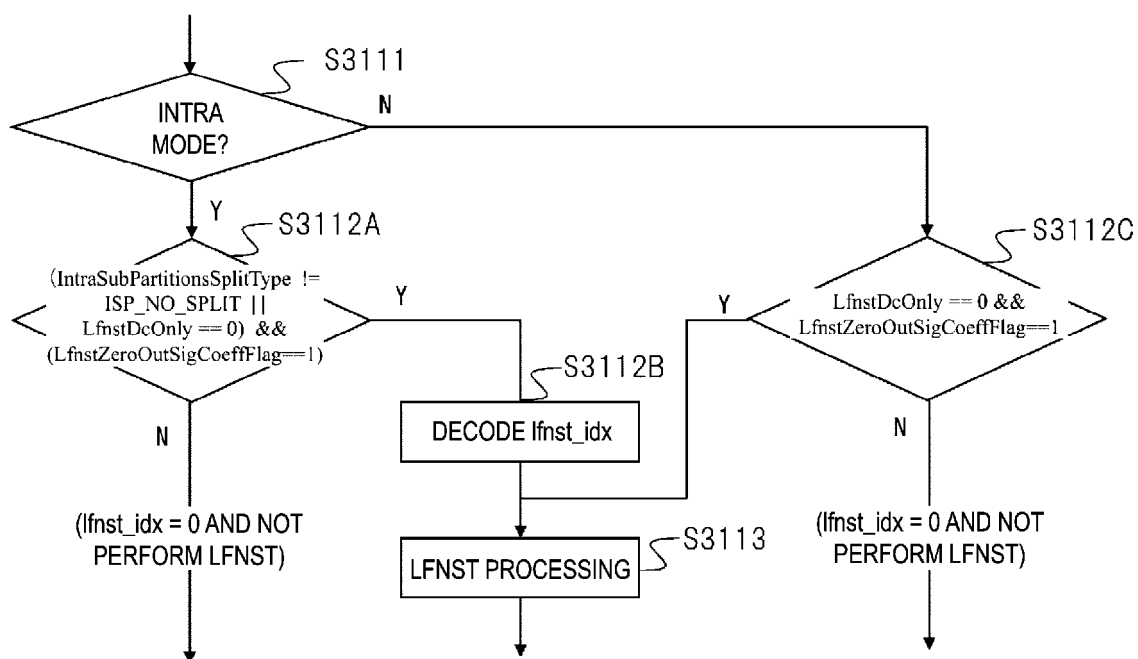 S3111
INTRA
MODE?
N
Y
S3112A
(IntraSubPartitionsSplitType !=
ISP_NO_SPLIT ||
LfnstDcOnly == 0) &&
(LfnstZeroOutSigCoeffFlag==1)
Y
N
(lfnst_idx = 0 AND NOT
PERFORM LFNST)
S3112B
DECODE lfnst_idx
S3113
LFNST PROCESSING
S3112C
LfnstDcOnly == 0 &&
LfnstZeroOutSigCoeffFlag==1
Y
N
(lfnst_idx = 0 AND NOT
PERFORM LFNST)